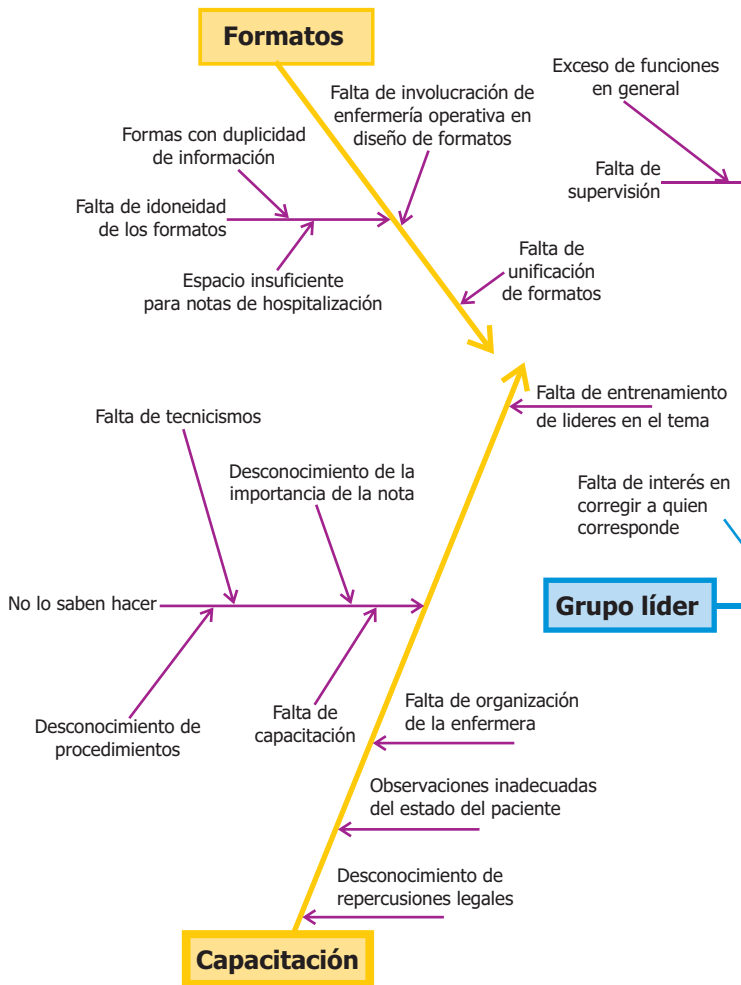 Formatos
Exceso de funciones
en general
Falta de involucración de
enfermería operativa en
diseño de formatos
Formas con duplicidad
de información
Falta de
supervisión
Falta de idoneidad
de los formatos
Falta de
unificación
de formatos
Espacio insuficiente
para notas de hospitalización
Falta de entrenamiento
de lideres en el tema
Falta de tecnicismos
Desconocimiento de la
importancia de la nota
Falta de interés en
corregir a quien
corresponde
No lo saben hacer
Grupo líder
Desconocimiento de
procedimientos
Falta de
capacitación
Falta de organización
de la enfermera
Observaciones inadecuadas
del estado del paciente
Desconocimiento de
repercusiones legales
Capacitación